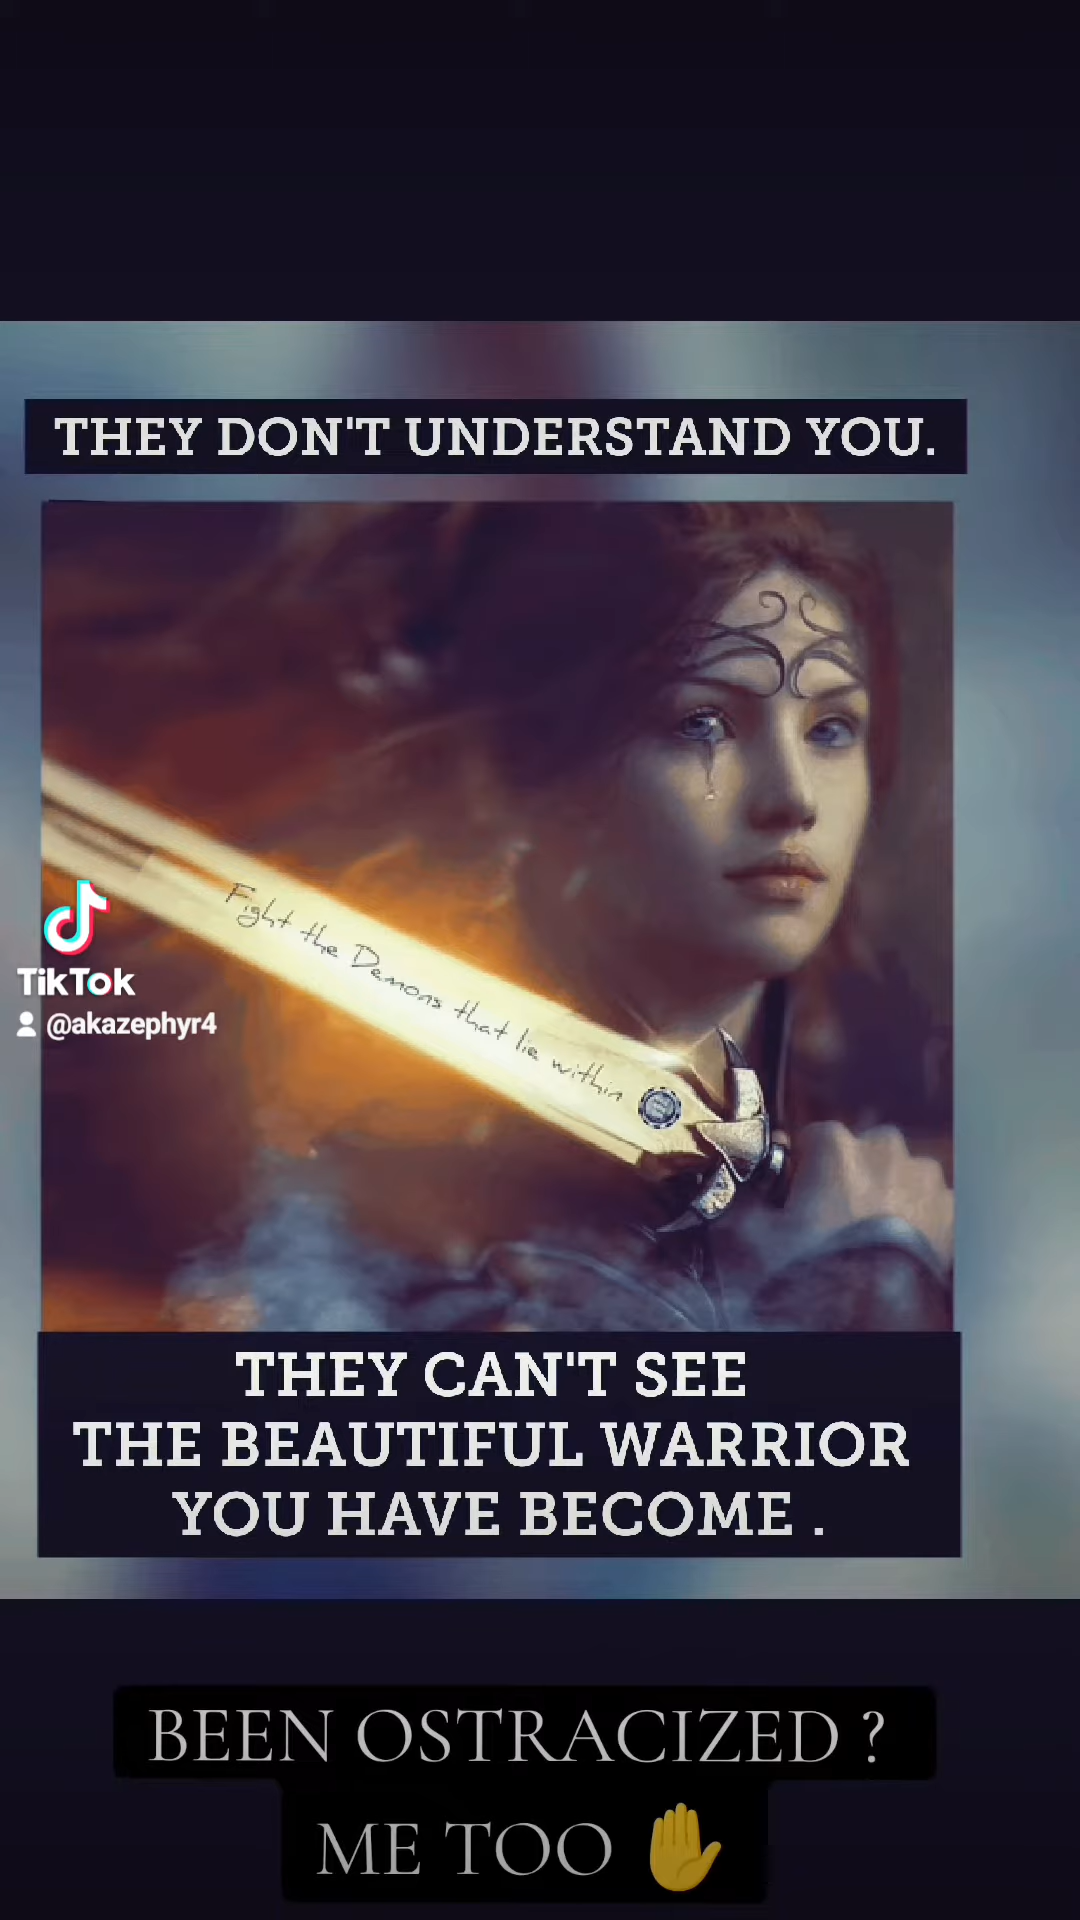 THEY DON'T UNDERSTAND YOU.
Fight the Demons that lie within
TikTok
@akazephyr4
THEY CAN'T SEE
THE BEAUTIFUL WARRIOR
YOU HAVE BECOME .
BEEN OSTRACIZED ?
ME TOO ✋